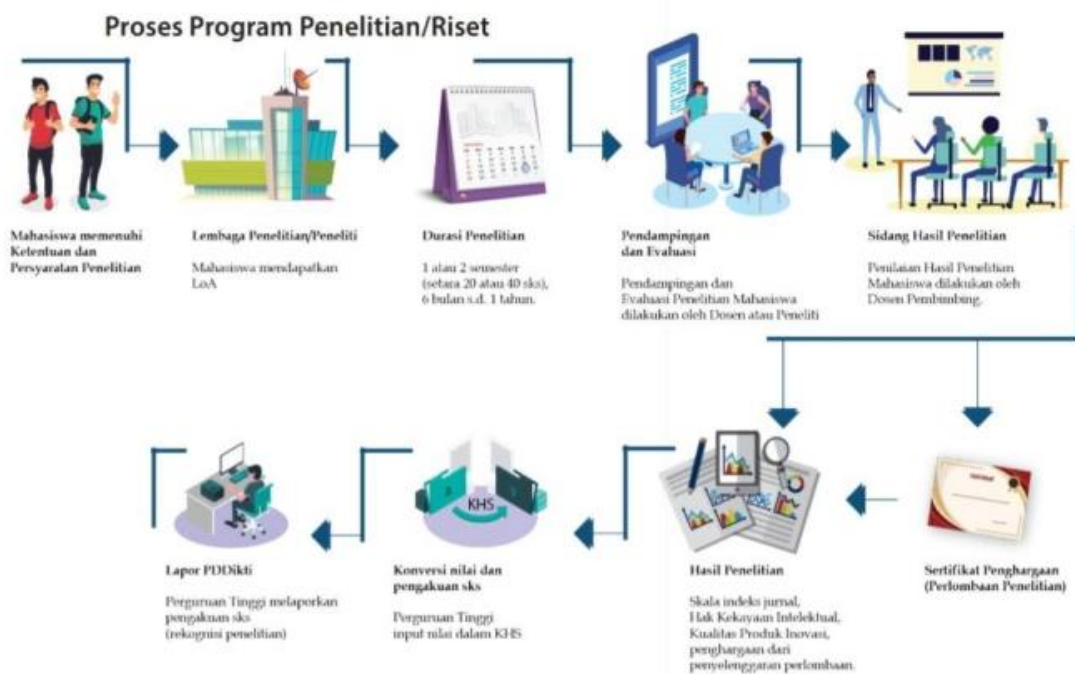 Proses Program Penelitian/Riset
Mahasiswa memenuhi
Ketentuan dan
Persyaratan Penelitian
Lembaga Penelitian/Peneliti
Mahasiswa mendapatkan
LoA
Durasi Penelitian
1 atau 2 semester
(setara 20 atau 40 sks),
6 bulan s.d. 1 tahun.
Pendampingan
dan Evaluasi
Pendampingan dan
Evaluasi Penelitian Mahasiswa
dilakukan oleh Dosen atau Peneliti
Sidang Hasil Penelitian
Penilaian Hasil Penelitian
Mahasiswa dilakukan oleh
Dosen Pembimbing.
KHS
Lapor PDDikti
Perguruan Tinggi melaporkan
pengakuan sks
(rekognisi penelitian)
Konversi nilai dan
pengakuan sks
Perguruan Tinggi
input nilai dalam KHS
Hasil Penelitian
Skala indeks jurnal,
Hak Kekayaan Intelektual,
Kualitas Produk Inovasi,
penghargaan dari
penyelenggaran perlombaan.
Sertifikat Penghargaan
(Perlombaan Penelitian)